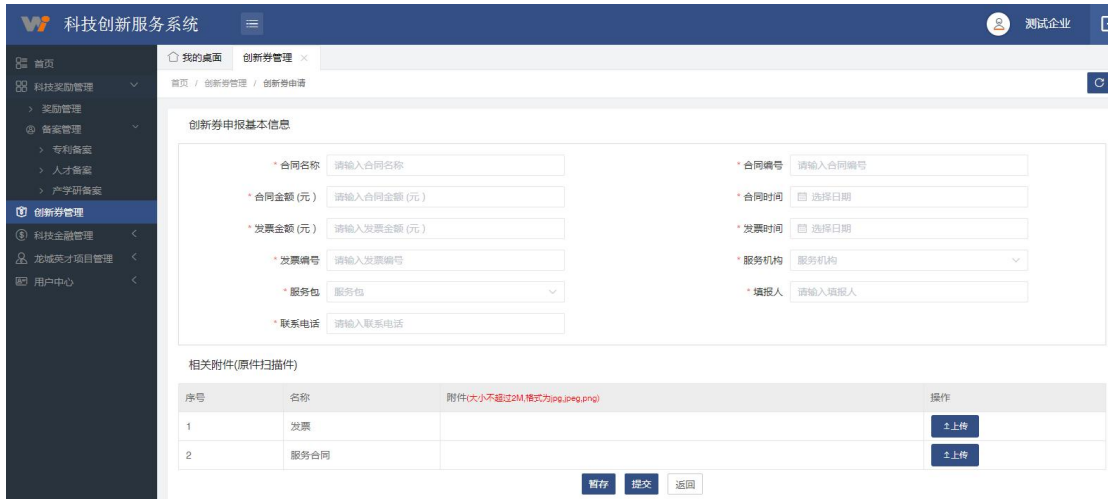 科技创新服务系统
测试企业
首页
科技奖励管理
奖励管理
备案管理
专利备案
人才备案
产学研备案
创新券管理
科技金融管理
龙城英才项目管理
用户中心
我的桌面 创新券管理
首页 / 创新券管理 / 创新券申请
创新券申报基本信息
* 合同名称 请输入合同名称 * 合同编号 请输入合同编号
* 合同金额 (元) 请输入合同金额 (元) * 合同时间 选择日期
* 发票金额 (元) 请输入发票金额 (元) * 发票时间 选择日期
* 发票编号 请输入发票编号 * 服务机构 服务机构
* 服务包 服务包 * 填报人 请输入填报人
* 联系电话 请输入联系电话
相关附件(原件扫描件)
序号 名称 附件(大小不超过2M,格式为jpg,jpeg,png) 操作
1 发票 上传
2 服务合同 上传
暂存 提交 返回